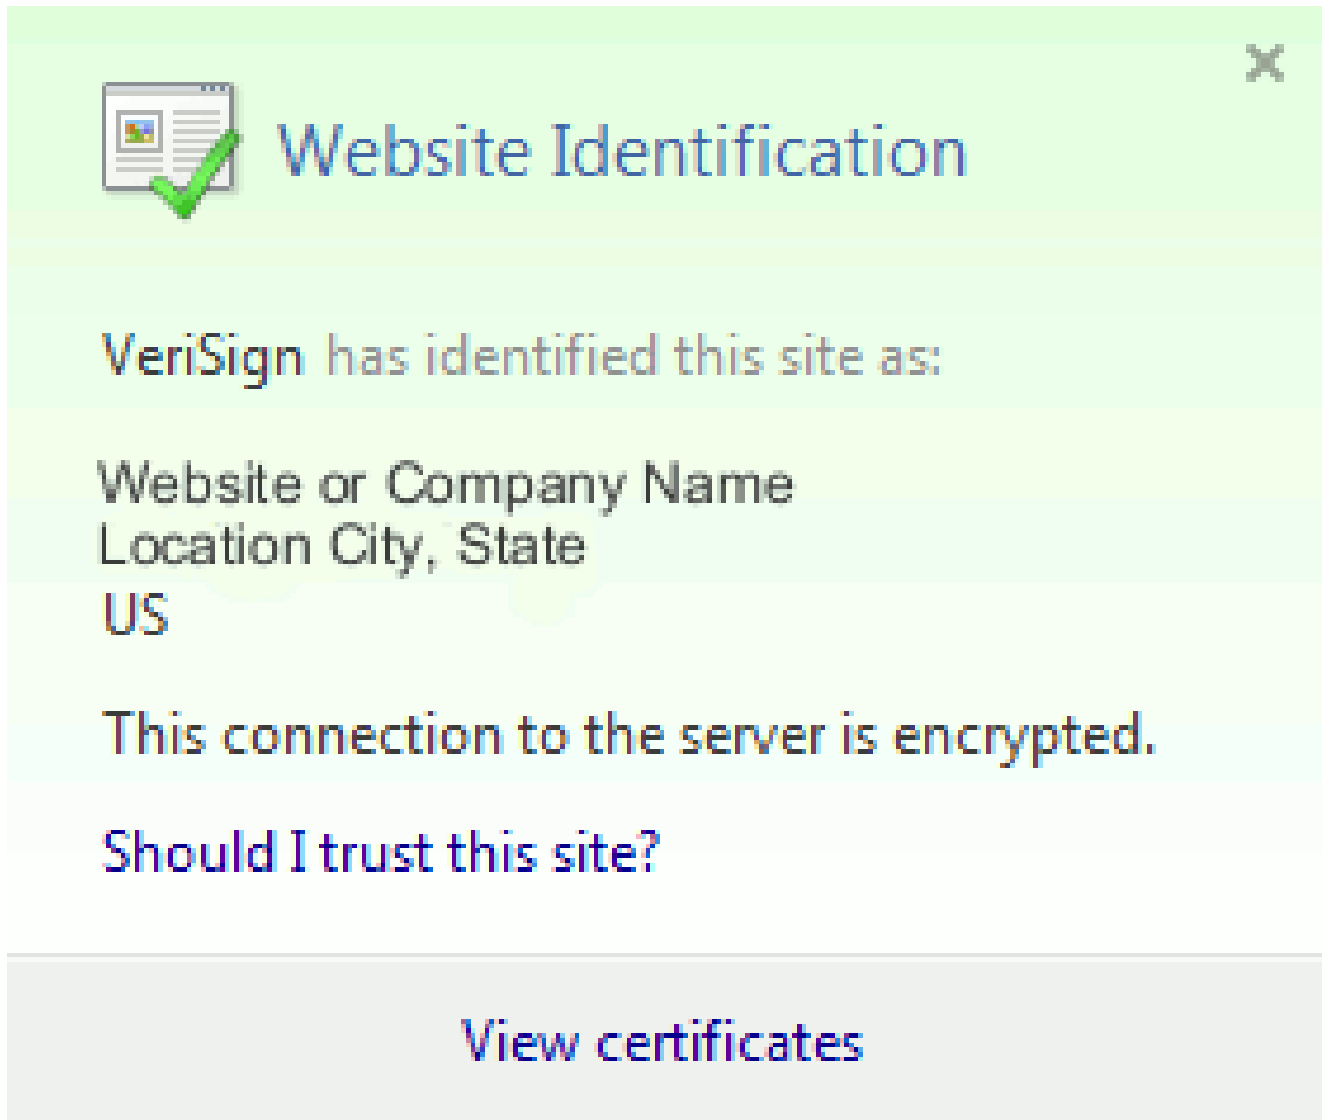 Website Identification
VeriSign has identified this site as:
Website or Company Name
Location City, State
US
This connection to the server is encrypted.
Should I trust this site?
View certificates